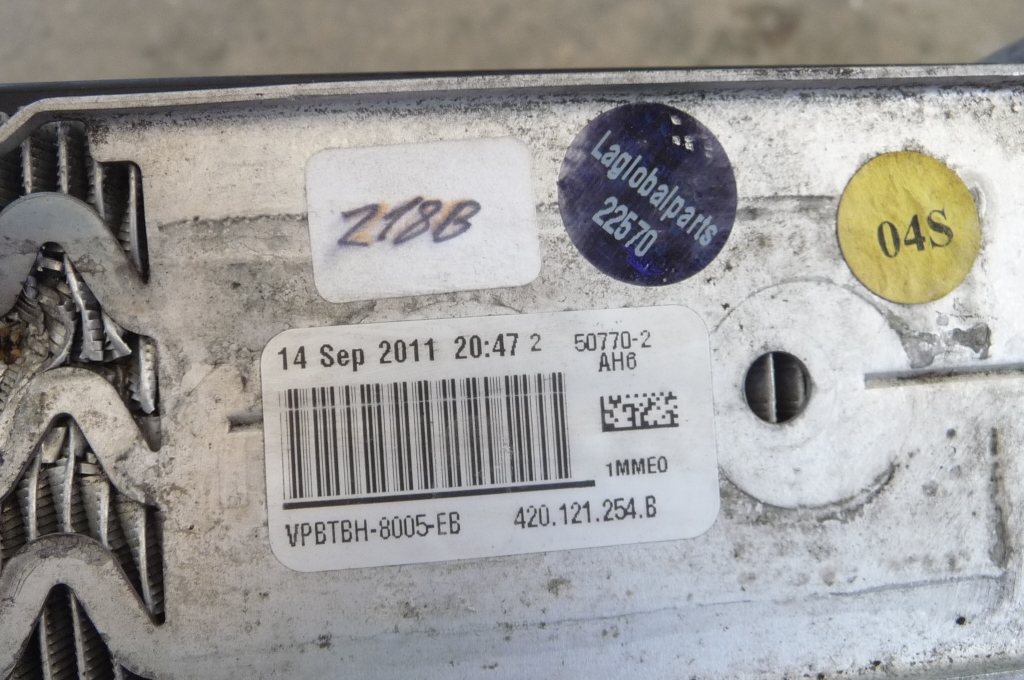 218B
Laglobalparts
22570
04S
14 Sep 2011 20:47 2
50770-2
AH6
1MME0
VPBTBH-8005-EB
420.121.254.B